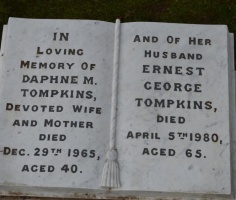 IN
LOVING
MEMORY OF
DAPHNE M.
TOMPKINS,
DEVOTED WIFE
AND MOTHER
DIED
DEC. 29TH 1965,
AGED 40.
AND OF HER
HUSBAND
ERNEST
GEORGE
TOMPKINS,
DIED
APRIL 5TH 1980,
AGED 65.